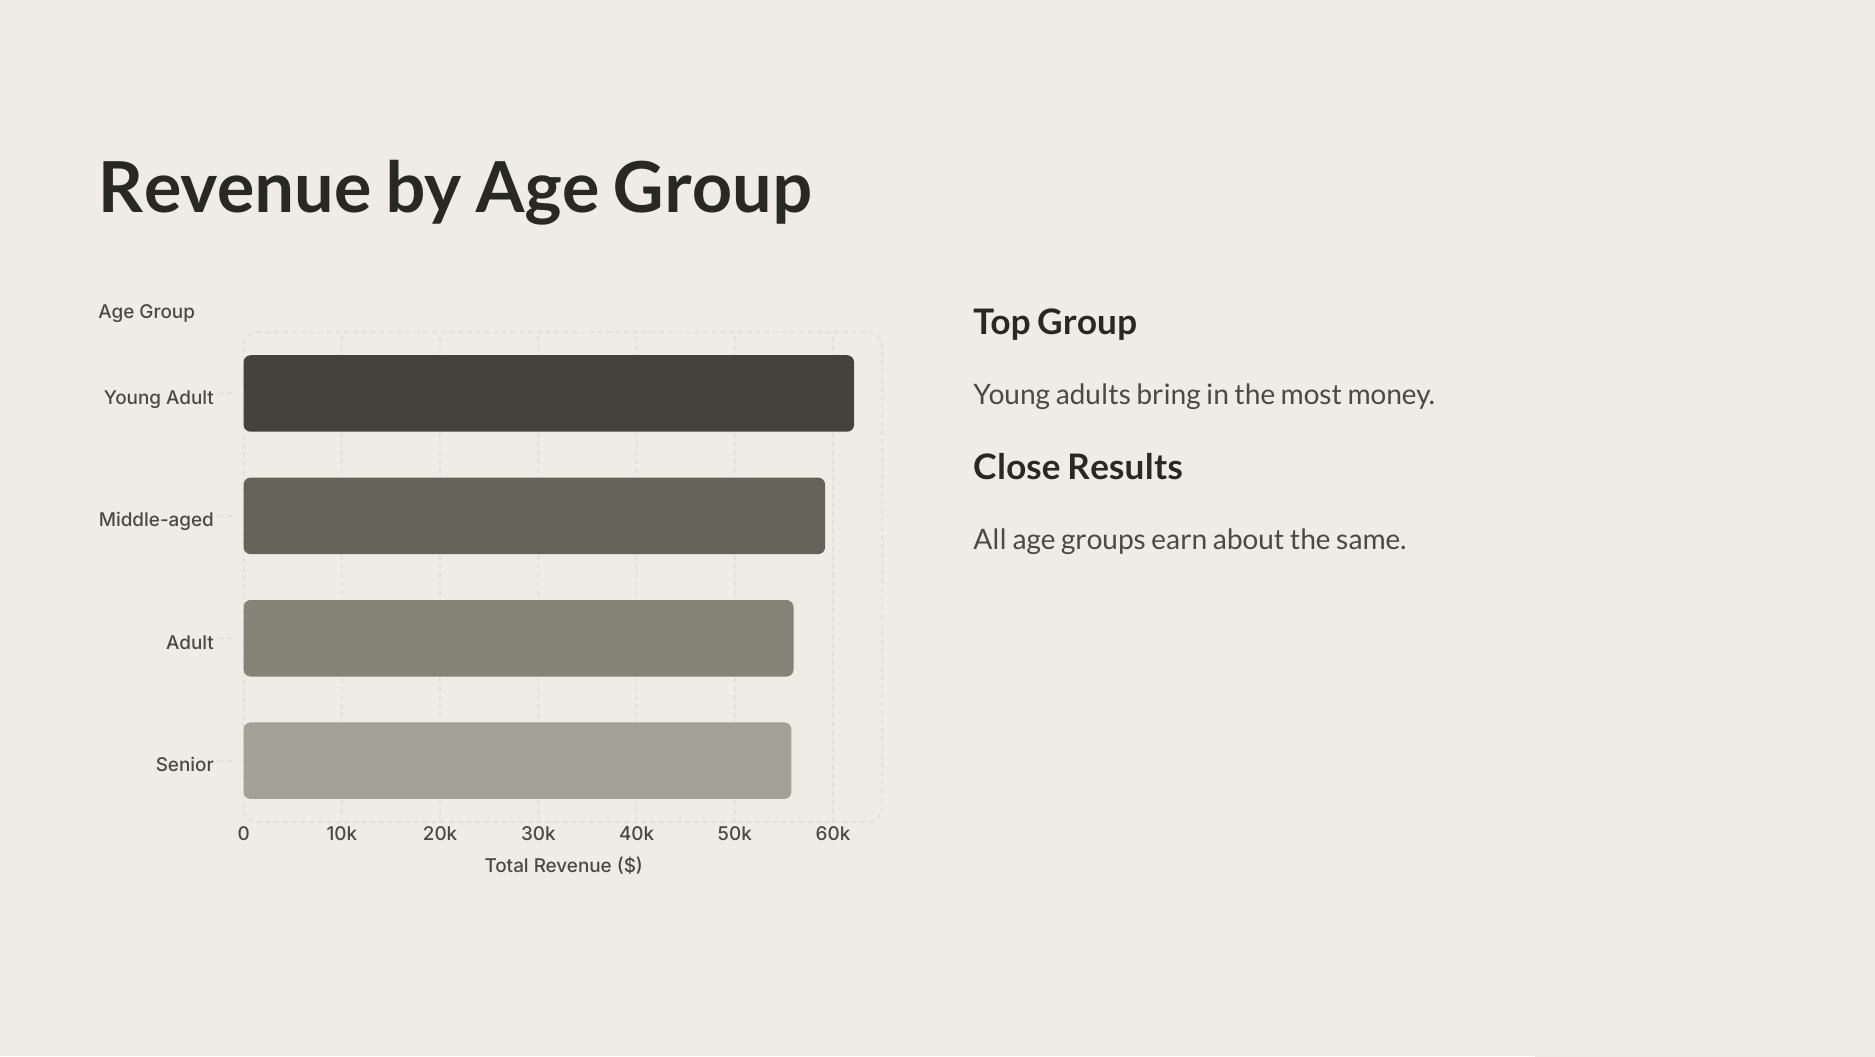 Revenue by Age Group
Age Group
Young Adult
Middle-aged
Adult
Senior
0 10k 20k 30k 40k 50k 60k
Total Revenue ($)
Top Group
Young adults bring in the most money.
Close Results
All age groups earn about the same.